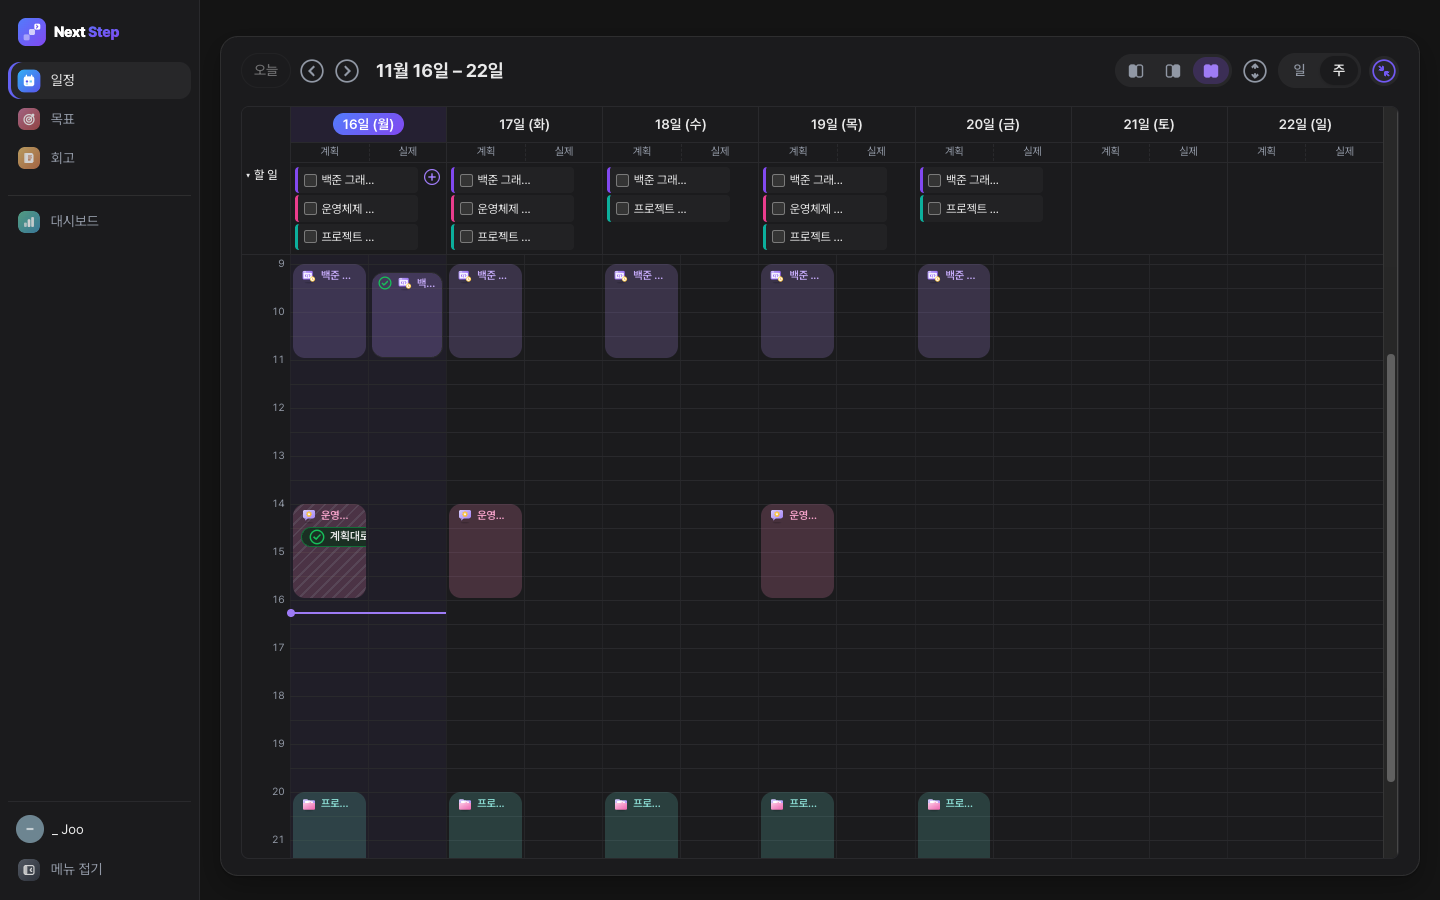 Next Step
일정
목표
회고
대시보드
_ Joo
메뉴 접기
오늘
11월 16일 – 22일
일 주
16일 (월) 17일 (화) 18일 (수) 19일 (목) 20일 (금) 21일 (토) 22일 (일)
계획 실제 계획 실제 계획 실제 계획 실제 계획 실제 계획 실제 계획 실제
할 일
백준 그래... 백준 그래... 백준 그래... 백준 그래... 백준 그래...
운영체제 ... 운영체제 ... 프로젝트 ... 운영체제 ... 프로젝트 ...
프로젝트 ... 프로젝트 ... 프로젝트 ...
9
백준 ... 백... 백준 ... 백준 ... 백준 ... 백준 ...
10
11
12
13
14
운영... 운영... 운영...
계획대로
15
16
17
18
19
20
프로... 프로... 프로... 프로... 프로...
21